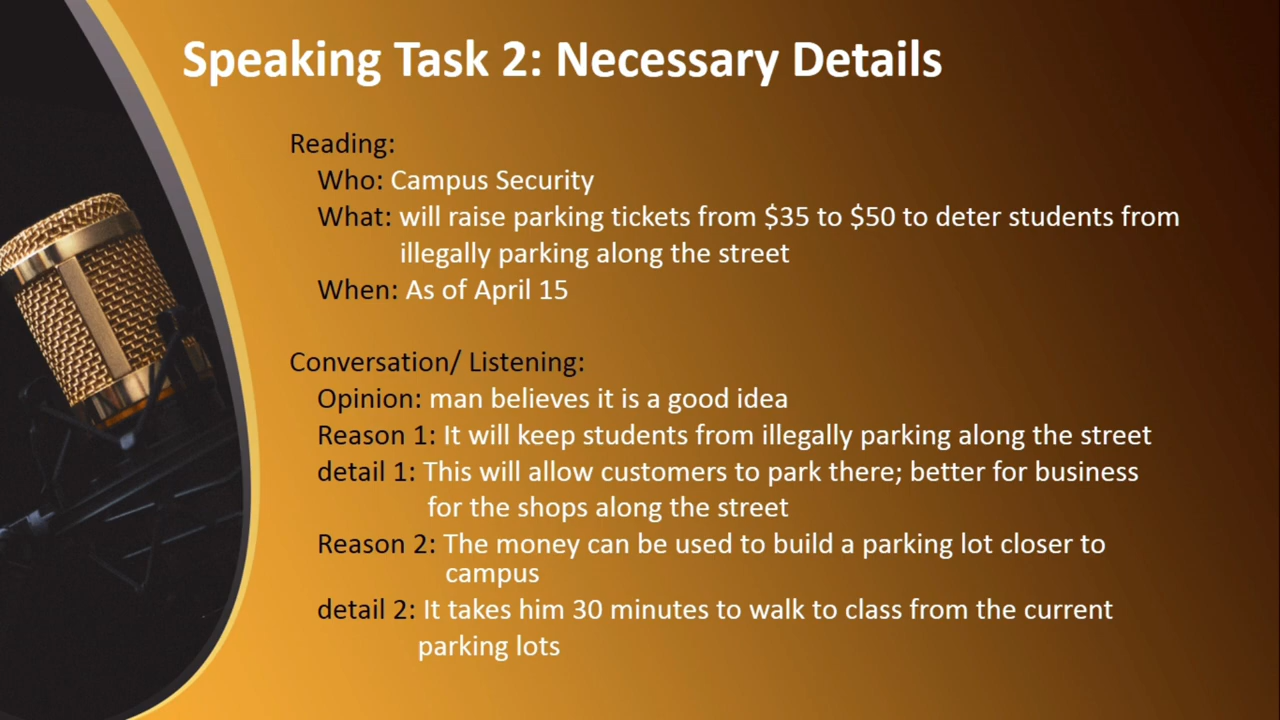 Speaking Task 2: Necessary Details
Reading:
Who: Campus Security
What: will raise parking tickets from $35 to $50 to deter students from
illegally parking along the street
When: As of April 15
Conversation/ Listening:
Opinion: man believes it is a good idea
Reason 1: It will keep students from illegally parking along the street
detail 1: This will allow customers to park there; better for business
for the shops along the street
Reason 2: The money can be used to build a parking lot closer to
campus
detail 2: It takes him 30 minutes to walk to class from the current
parking lots